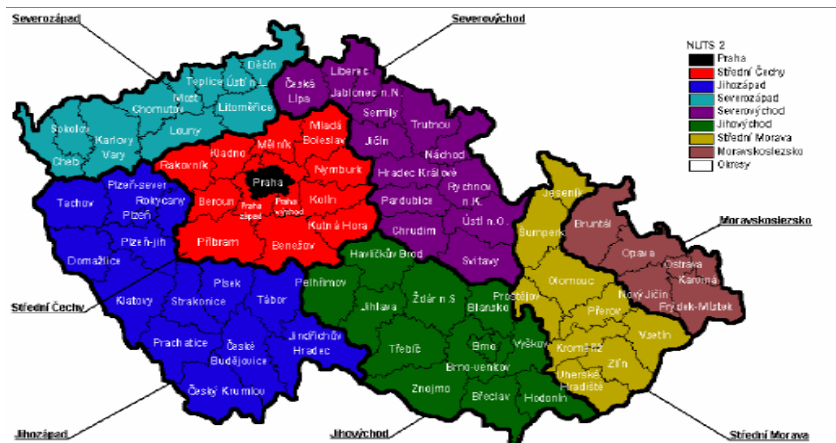 Severozápad
Severovýchod
NUTS 2
Praha
Střední Čechy
Jihozápad
Severozápad
Severovýchod
Jihovýchod
Střední Morava
Moravskoslezsko
Okresy
Děčín
Teplice
Ústí n.L.
Most
Chomutov
Litoměřice
Louny
Sokolov
Karlovy
Vary
Cheb
Česká
Lípa
Liberec
Jablonec n.N.
Semily
Trutnov
Jičín
Náchod
Hradec Králové
Rychnov
n.K.
Pardubice
Ústí n.O.
Chrudim
Svitavy
Mladá
Boleslav
Mělník
Kladno
Rakovník
Nymburk
Praha
Beroun
Praha
západ
Praha
východ
Kolín
Kutná Hora
Příbram
Benešov
Plzeň-sever
Rokycany
Tachov
Plzeň
Plzeň-jih
Domažlice
Klatovy
Písek
Strakonice
Tábor
Prachatice
České
Budějovice
Jindřichův
Hradec
Český Krumlov
Havlíčkův Brod
Pelhřimov
Jihlava
Žďár n.S
Blansko
Třebíč
Brno
Vyškov
Brno-venkov
Znojmo
Břeclav
Hodonín
Jeseník
Šumperk
Olomouc
Prostějov
Přerov
Kroměříž
Vsetín
Zlín
Uherské
Hradiště
Bruntál
Opava
Ostrava
Karviná
Nový Jičín
Frýdek-Místek
Moravskoslezsko
Střední Čechy
Jihozápad
Jihovýchod
Střední Morava